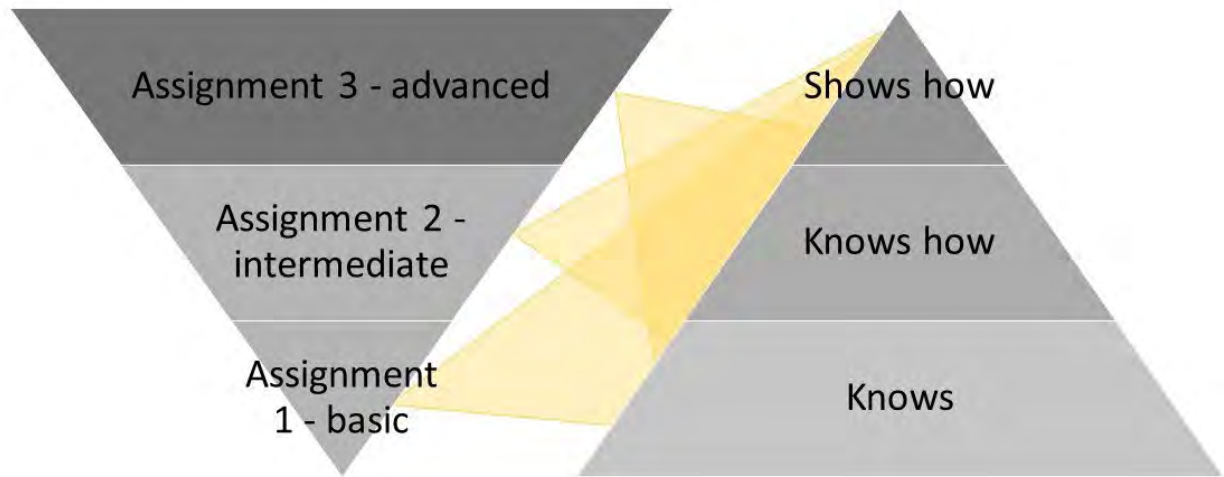 Assignment 3 - advanced
Assignment 2 -
intermediate
Assignment
1 - basic
Shows how
Knows how
Knows